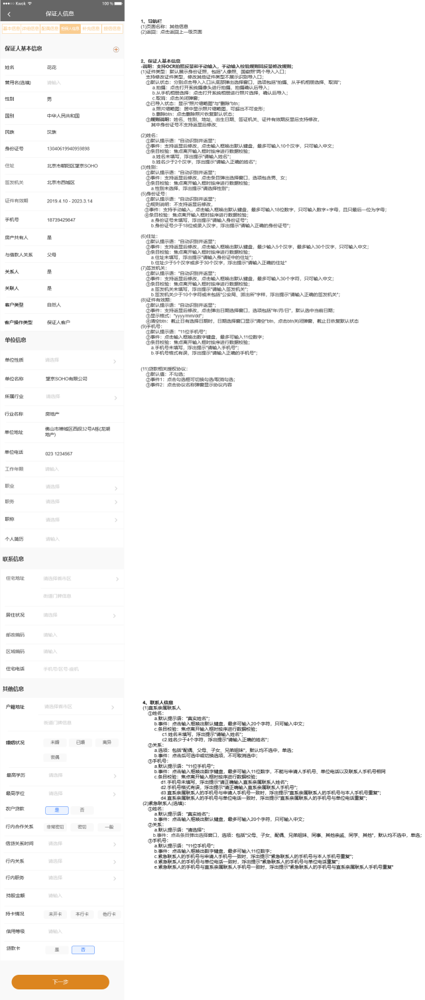 Kwok
100 %
保证人信息
保证人信息
保证人基本信息
姓名 花花
曾用名(选填) 请输入
性别 男
国别 中华人民共和国
民族 汉族
身份证号 13040619940959898
住址 北京市朝阳区望京SOHO
签发机关 北京市西城区
证件有效期 2019.4.10 - 2023.3.14
手机号 18739429847
房产共有人 是
与借款人关系 父母
关系人 是
关联人 是
客户类型 自然人
客户操作类型 保证人客户
单位信息
单位性质 请选择
单位名称 望京SOHO有限公司
所属行业 请选择
行业名称 房地产
单位地址 佛山市禅城区西段32号A栋(龙湖
地产)
单位电话 023 1234567
工作年限 请输入
职业 请选择
职务 请选择
职称 请选择
个人简历 请输入
联系信息
住宅地址 请选择省市区
街道门牌信息
居住状况 请选择
邮政编码 请输入
区域编码 请输入
住宅电话 手机号/区号-座机
其他信息
户籍地址 请选择省市区
街道门牌信息
婚姻状况 未婚 已婚 离异
丧偶
最高学历 请选择
最高学位 请选择
农户贷款 是 否
行内合作关系 非常密切 密切 一般
信贷关系时间 请选择
行内关系 请选择
行内职务 请选择
持股金额 请输入
持卡情况 未开卡 本行卡 他行卡
信用等级 请输入
贷款卡 是 否
下一步
1、导航栏
(1)页面名称：其他信息
(2)返回：点击返回上一级页面
2、保证人基本信息
-说明：支持OCR拍照反显和手动输入，手动输入校验规则同反显修改规则；
(1)证件类型：默认展示身份证照，包括"人像照、国徽照"两个导入入口；
支持修改证件类型，修改其他证件类型不展示识别导入口；
①默认状态：分别点击导入入口从底部弹出选择窗口，选项包括"拍摄、从手机相册选择、取消"；
a.拍摄：点击打开系统摄像头进行拍摄，拍摄确认后导入；
b.从手机相册选择：点击打开系统相册进行照片选择，确认后导入；
c.取消：点击关闭弹窗；
②已导入状态：显示"照片缩略图"与"删除"btn；
a.照片缩略图：居中显示照片缩略图，可超出不可变形；
b.删除btn：点击删除照片恢复默认状态；
③规则说明：姓名、性别、地址、出生日期、签证机关、证件有效期反显后支持修改，
其中身份证号不支持返显后修改；
(2)姓名：
①默认提示语："自动识别并返显"；
②事件：支持返显后修改，点击输入框唤出默认键盘，最多可输入10个汉字，只可输入中文；
③条目校验：焦点离开输入框时按序进行数据校验；
a.姓名未填写，浮出提示"请输入姓名"；
b.姓名少于2个汉字，浮出提示"请输入正确的姓名"；
(3)性别：
①默认提示语："自动识别并返显"；
②事件：支持返显后修改，点击条目弹出选择窗口，选项包含男、女；
③条目校验：焦点离开输入框时按序进行数据校验；
a.性别未选择，浮出提示"请选择性别"；
(5)身份证号：
①默认提示语："自动识别并返显"；
②规则说明：不支持返显后修改，
③事件：支持手动输入，点击输入框唤出默认键盘，最多可输入18位数字，只可输入数字+字母，且只最后一位为字母；
④条目校验：焦点离开输入框时按序进行数据校验；
a.身份证号未填写，浮出提示"请输入身份证号"；
b.身份证号少于18位或录入汉字，浮出提示"请输入正确的身份证号"；
(6)住址：
①默认提示语："自动识别并返显"；
②事件：支持返显后修改，点击输入框唤出默认键盘，最少输入5个汉字，最多输入30个汉字，只可输入中文；
③条目校验：焦点离开输入框时按序进行数据校验；
a.住址未填写，浮出提示"请输入身份证中的住址"；
b.住址少于5个汉字或多于30个汉字，浮出提示"请输入正确的住址"
(7)签发机关：
①默认提示语："自动识别并返显"；
②事件：支持返显后修改，点击输入框唤出默认键盘，最多可输入30个字符，只可输入中文；
③条目校验：焦点离开输入框时按序进行数据校验；
a.签发机关未填写，浮出提示"请输入签发机关"；
b.签发机关少于10个字符或未包括"公安局、派出所"字样，浮出提示"请输入正确的签发机关"；
(8)证件有效期：
①默认提示语："自动识别并返显"；
②事件：支持返显后修改，点击弹出日期选择窗口，选项包括"年/月/日"，默认选中当前日期；
③显示格式："yyyy/mm/dd"；
④清空btn：截止日有选择日期时，日期选择窗口显示"清空"btn，点击btn关闭弹窗，截止日恢复默认状态
(9)手机号：
①默认提示语："11位手机号"；
②事件：点击输入框唤出数字键盘，最多可输入11位数字；
③条目校验：焦点离开输入框时按序进行数据校验；
a.手机号未填写，浮出提示"请输入手机号"；
b.手机号格式有误，浮出提示"请输入正确的手机号"；
(11)贷款相关授权协议：
①默认值：不勾选；
②事件1：点击勾选框可切换勾选/取消勾选；
③事件2：点击协议名称弹窗显示协议内容
4、联系人信息
(1)直系亲属联系人
①姓名：
a.默认提示语："真实姓名"；
b.事件：点击输入框唤出默认键盘，最多可输入20个字符，只可输入中文；
c.条目校验：焦点离开输入框时按序进行数据校验；
c1.姓名未填写，浮出提示"请输入姓名"；
c2.姓名少于4个字符，浮出提示"请输入正确的姓名"；
②关系：
a.选项：包括"配偶、父母、子女、兄弟姐妹"，默认均不选中，单选；
b.事件：点击后可选中或切换选项，不可取消选中；
③手机号：
a.默认提示语："11位手机号"；
b.事件：点击输入框唤出数字键盘，最多可输入11位数字，不能与申请人手机号、单位电话以及联系人手机号相同
c.条目校验：焦点离开输入框时按序进行数据校验；
d1.手机号未填写，浮出提示"请正确输入直系亲属联系人姓名"；
d2.手机号格式有误，浮出提示"请正确输入直系亲属联系人手机号"；
d3.直系亲属联系人的手机号与申请人手机号一致时，浮出提示"直系亲属联系人的手机号与本人手机号重复"；
d4.直系亲属联系人的手机号与单位电话一致时，浮出提示"直系亲属联系人的手机号与单位电话重复"；
(2)紧急联系人(选填)：
①姓名：
a.默认提示语："真实姓名"；
b.事件：点击输入框唤出默认键盘，最多可输入20个字符，只可输入中文；
②关系：
a.默认提示语："请选择"；
b.事件：点击条目弹出选择窗口，选项：包括"父母、子女、配偶、兄弟姐妹、同事、其他亲戚、同学、其他"，默认均不选中，单选；
③手机号：
a.默认提示语："11位手机号"；
b.事件：点击输入框唤出数字键盘，最多可输入11位数字；
c.紧急联系人的手机号与申请人手机号一致时，浮出提示"紧急联系人的手机号与本人手机号重复"；
d.紧急联系人的手机号与单位电话一致时，浮出提示"紧急联系人的手机号与单位电话重复"；
e.紧急联系人的手机号与直系亲属联系人手机号一致时，浮出提示"紧急联系人的手机号与直系亲属联系人手机号重复"